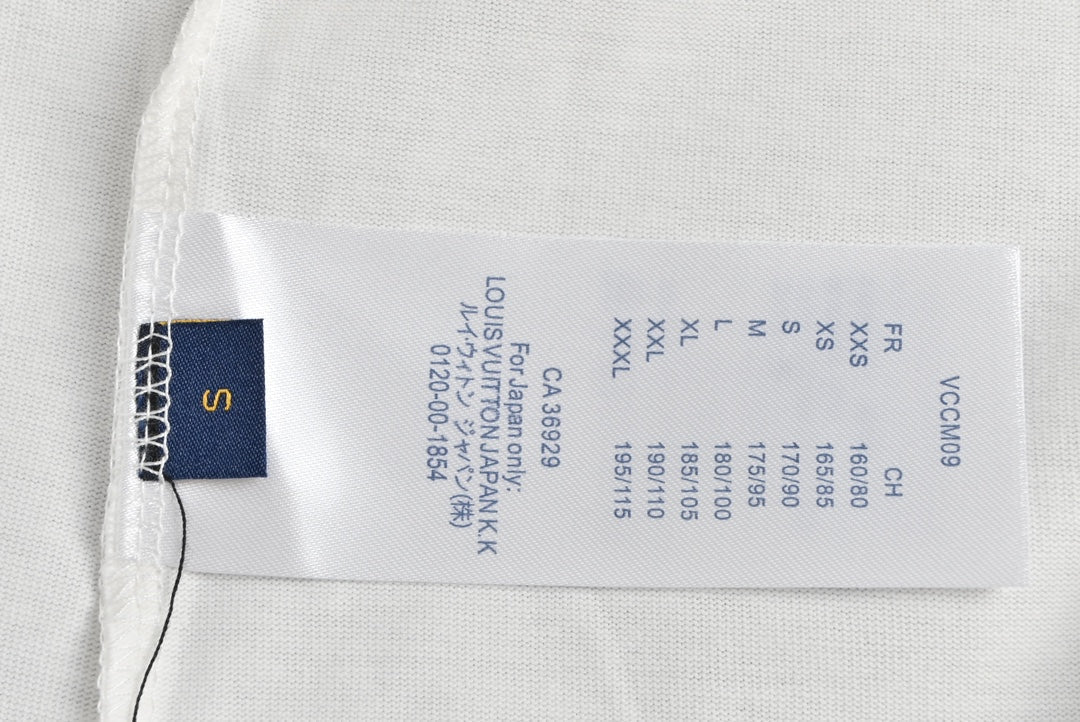 VCCM09
FR CH
XXS 160/80
XS 165/85
S 170/90
M 175/95
L 180/100
XL 185/105
XXL 190/110
XXXL 195/115
CA 36929
For Japan only:
LOUIS VUITTON JAPAN K.K
ルイ・ヴィトン ジャパン(株)
0120-00-1854
S